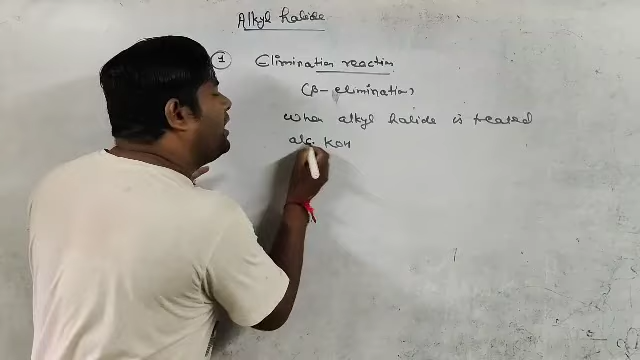 Alkyl halide
1 Elimination reaction
(β-elimination)
When alkyl halide is treated
alc. KOH